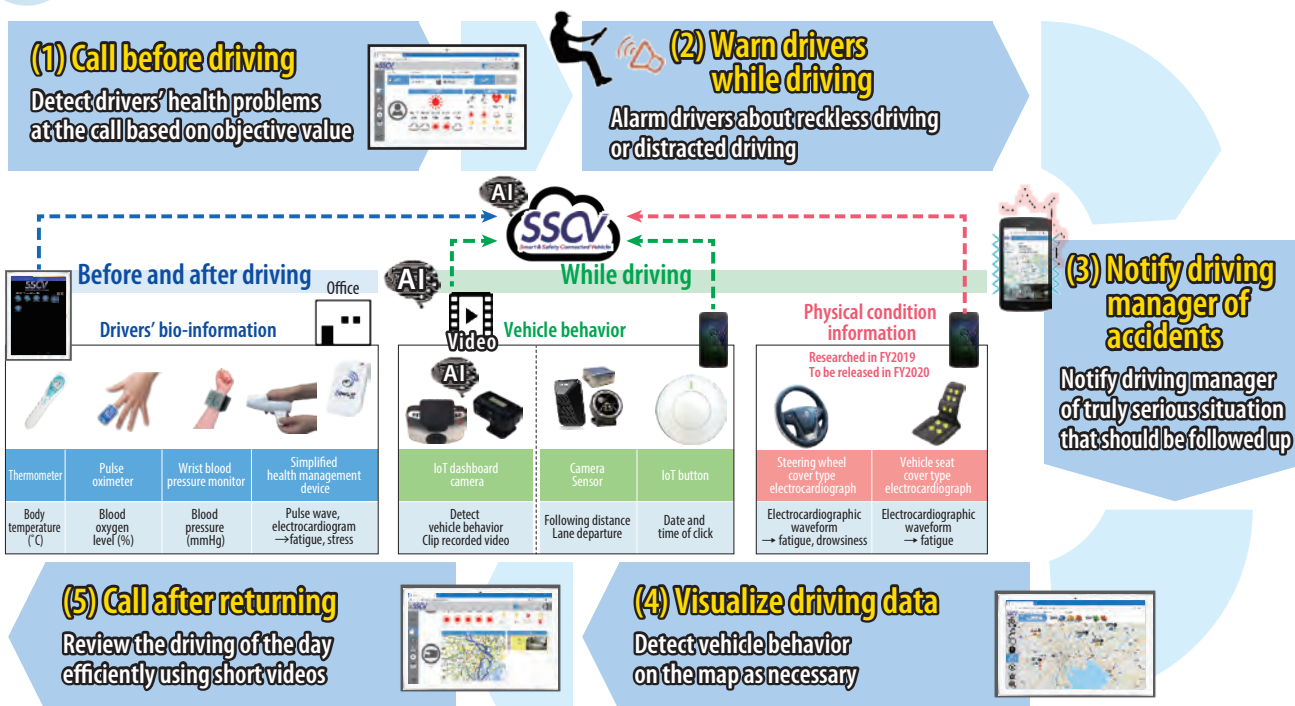 (1) Call before driving
Detect drivers' health problems
at the call based on objective value
(2) Warn drivers
while driving
Alarm drivers about reckless driving
or distracted driving
AI
SSCV
Smart & Safety Connected Vehicle
SSCV
Before and after driving
Office
AI
While driving
Drivers' bio-information
Video
Vehicle behavior
Physical condition
information
Researched in FY2019
To be released in FY2020
AI
(3) Notify driving
manager of
accidents
Notify driving manager
of truly serious situation
that should be followed up
Thermometer
Pulse
oximeter
Wrist blood
pressure monitor
Simplified
health management
device
IoT dashboard
camera
Camera
Sensor
IoT button
Steering wheel
cover type
electrocardiograph
Vehicle seat
cover type
electrocardiograph
Body
temperature
(˚C)
Blood
oxygen
level (%)
Blood
pressure
(mmHg)
Pulse wave,
electrocardiogram
→fatigue, stress
Detect
vehicle behavior
Clip recorded video
Following distance
Lane departure
Date and
time of click
Electrocardiographic
waveform
→ fatigue, drowsiness
Electrocardiographic
waveform
→ fatigue
(5) Call after returning
Review the driving of the day
efficiently using short videos
SSCV
(4) Visualize driving data
Detect vehicle behavior
on the map as necessary